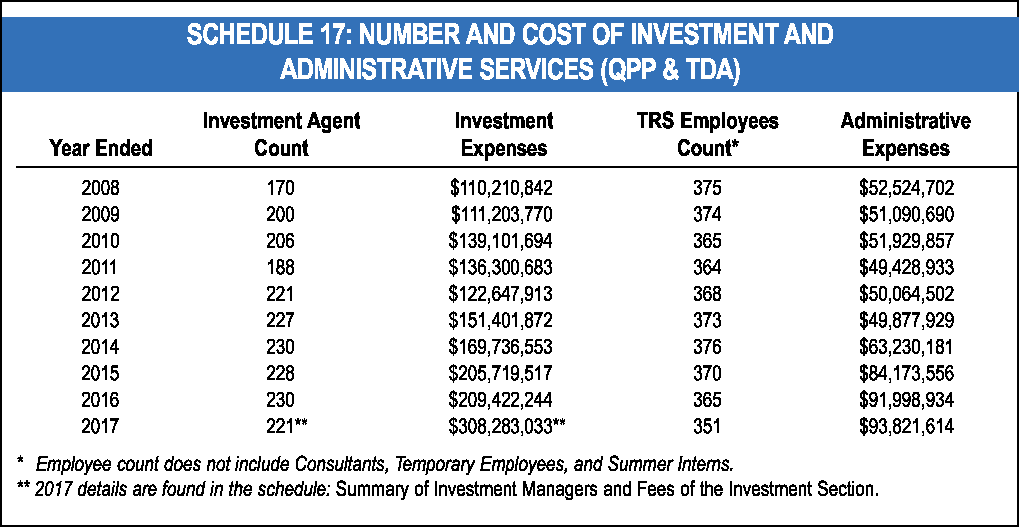 SCHEDULE 17: NUMBER AND COST OF INVESTMENT AND
ADMINISTRATIVE SERVICES (QPP & TDA)
Investment Agent Investment TRS Employees Administrative
Year Ended Count Expenses Count* Expenses
2008 170 $110,210,842 375 $52,524,702
2009 200 $111,203,770 374 $51,090,690
2010 206 $139,101,694 365 $51,929,857
2011 188 $136,300,683 364 $49,428,933
2012 221 $122,647,913 368 $50,064,502
2013 227 $151,401,872 373 $49,877,929
2014 230 $169,736,553 376 $63,230,181
2015 228 $205,719,517 370 $84,173,556
2016 230 $209,422,244 365 $91,998,934
2017 221** $308,283,033** 351 $93,821,614
* Employee count does not include Consultants, Temporary Employees, and Summer Interns.
** 2017 details are found in the schedule: Summary of Investment Managers and Fees of the Investment Section.